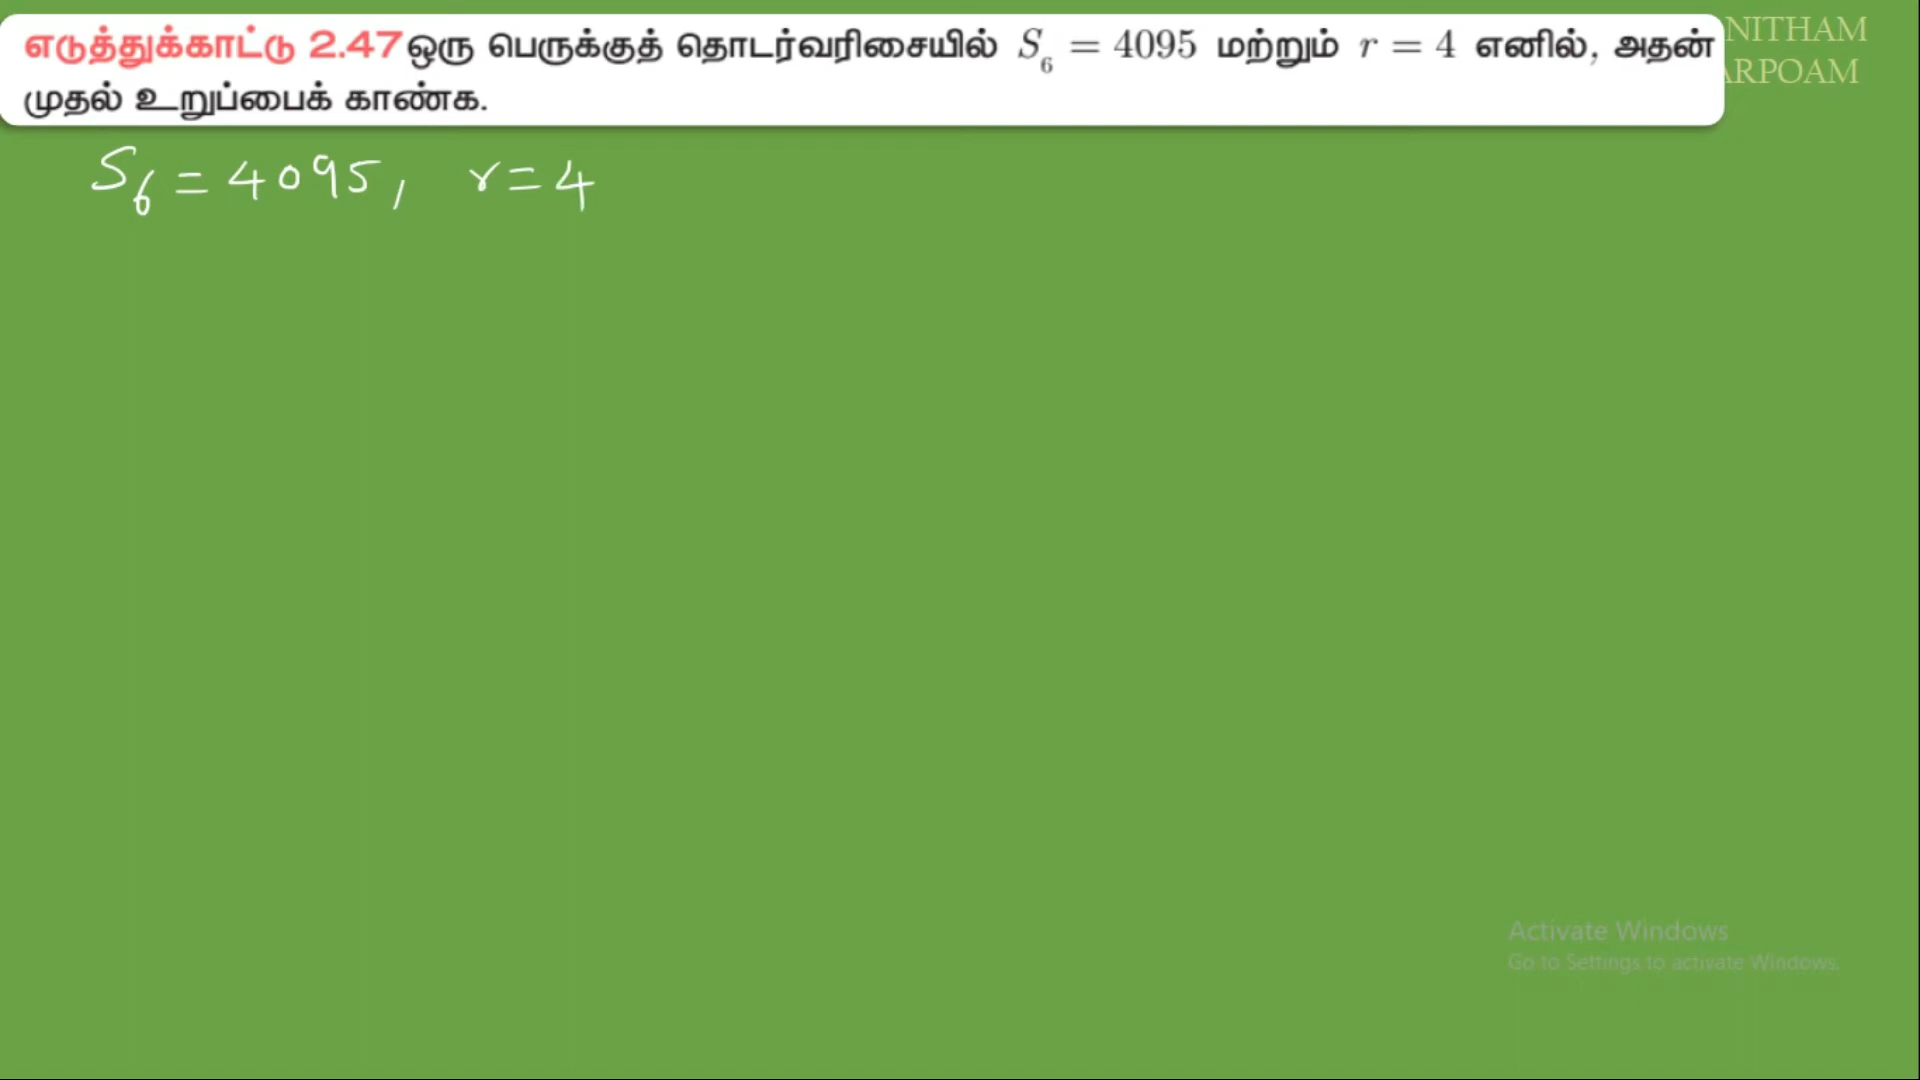 எடுத்துக்காட்டு 2.47 ஒரு பெருக்குத் தொடர்வரிசையில் S₆ = 4095 மற்றும் r = 4 எனில், அதன்
முதல் உறுப்பைக் காண்க.
NITHAM
ARPOAM
S₆ = 4095, r = 4
Activate Windows
Go to Settings to activate Windows.